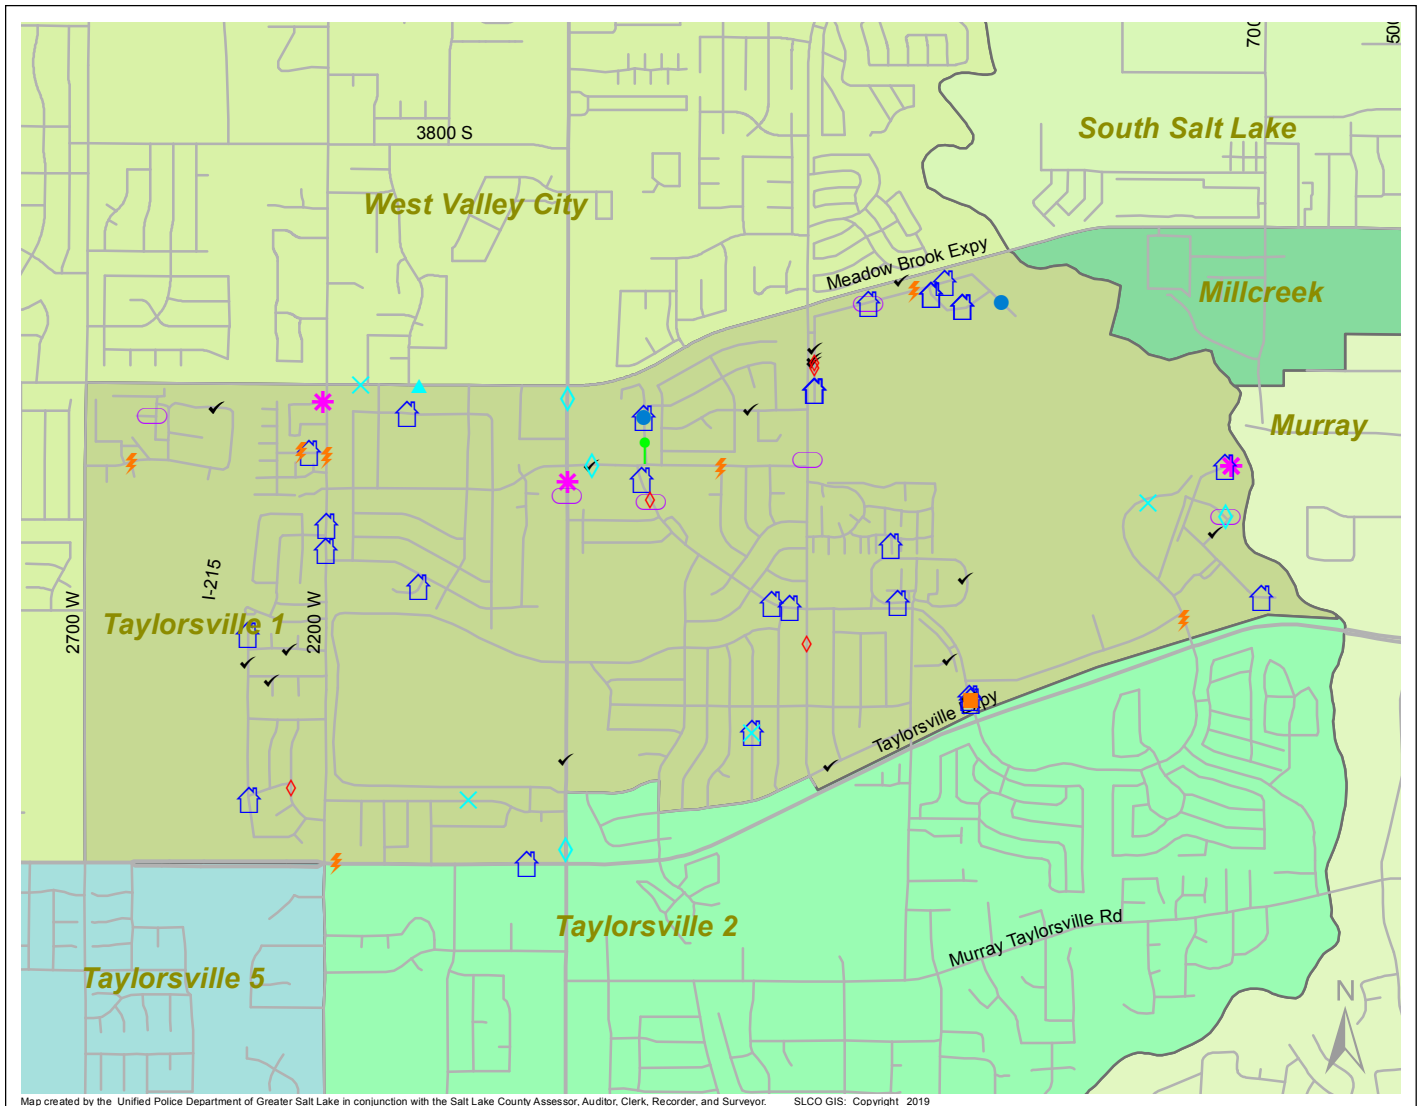 700
500
3800 S
South Salt Lake
West Valley City
Meadow Brook Expy
Millcreek
Murray
I-215
2700 W
2200 W
Taylorsville 1
Taylorsville Expy
Taylorsville 2
Murray Taylorsville Rd
Taylorsville 5
N
Map created by the Unified Police Department of Greater Salt Lake in conjunction with the Salt Lake County Assessor, Auditor, Clerk, Recorder, and Surveyor. SLCO GIS: Copyright 2019